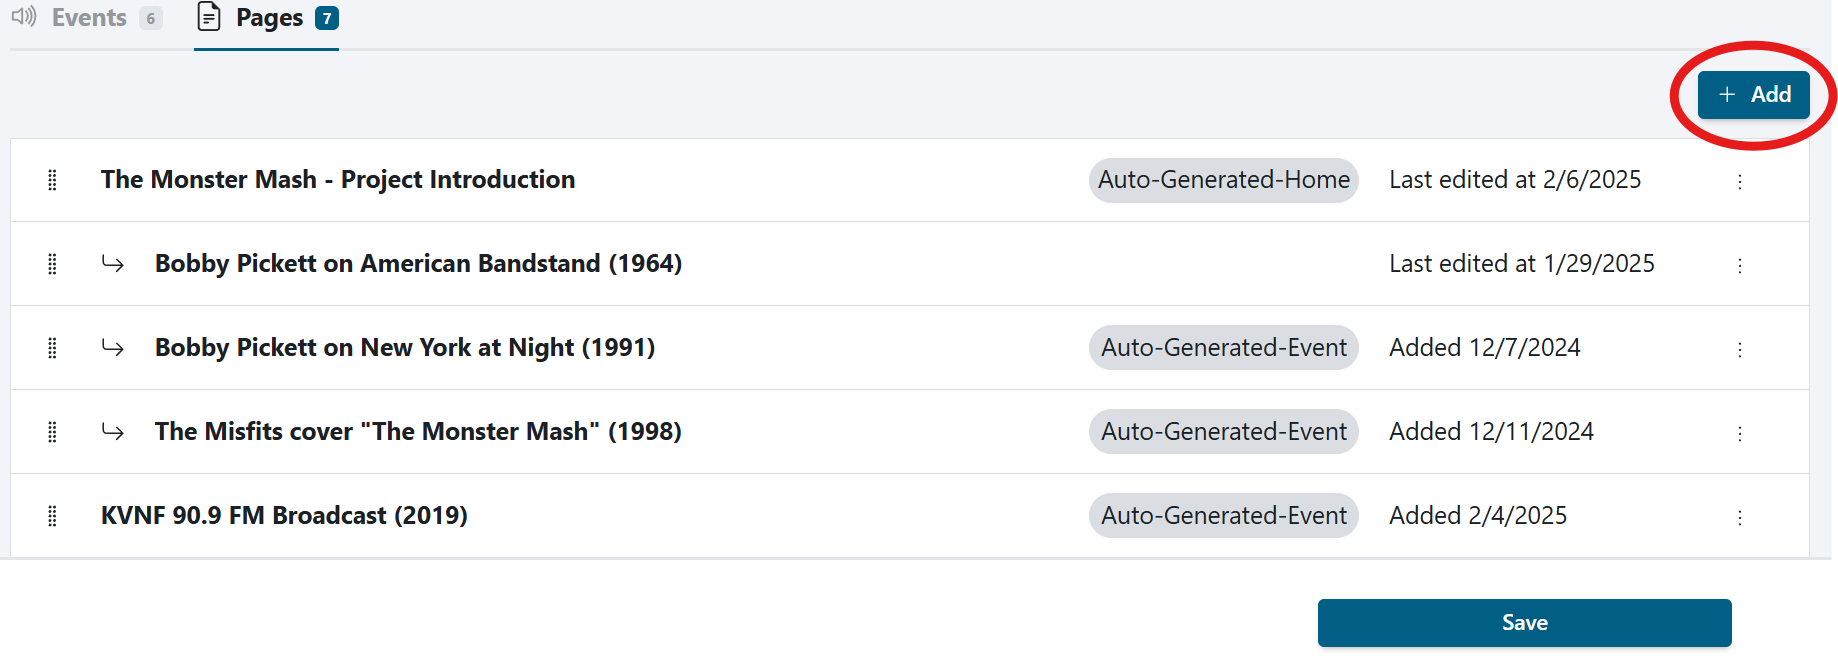 Events 6 Pages 7
+ Add
The Monster Mash - Project Introduction Auto-Generated-Home Last edited at 2/6/2025
Bobby Pickett on American Bandstand (1964) Last edited at 1/29/2025
Bobby Pickett on New York at Night (1991) Auto-Generated-Event Added 12/7/2024
The Misfits cover "The Monster Mash" (1998) Auto-Generated-Event Added 12/11/2024
KVNF 90.9 FM Broadcast (2019) Auto-Generated-Event Added 2/4/2025
Save